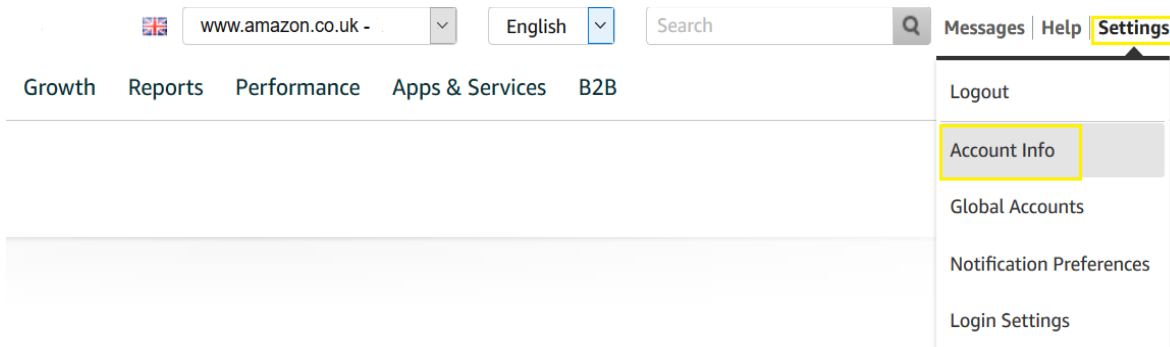 www.amazon.co.uk - English Search Messages Help Settings
Growth Reports Performance Apps & Services B2B
Logout
Account Info
Global Accounts
Notification Preferences
Login Settings